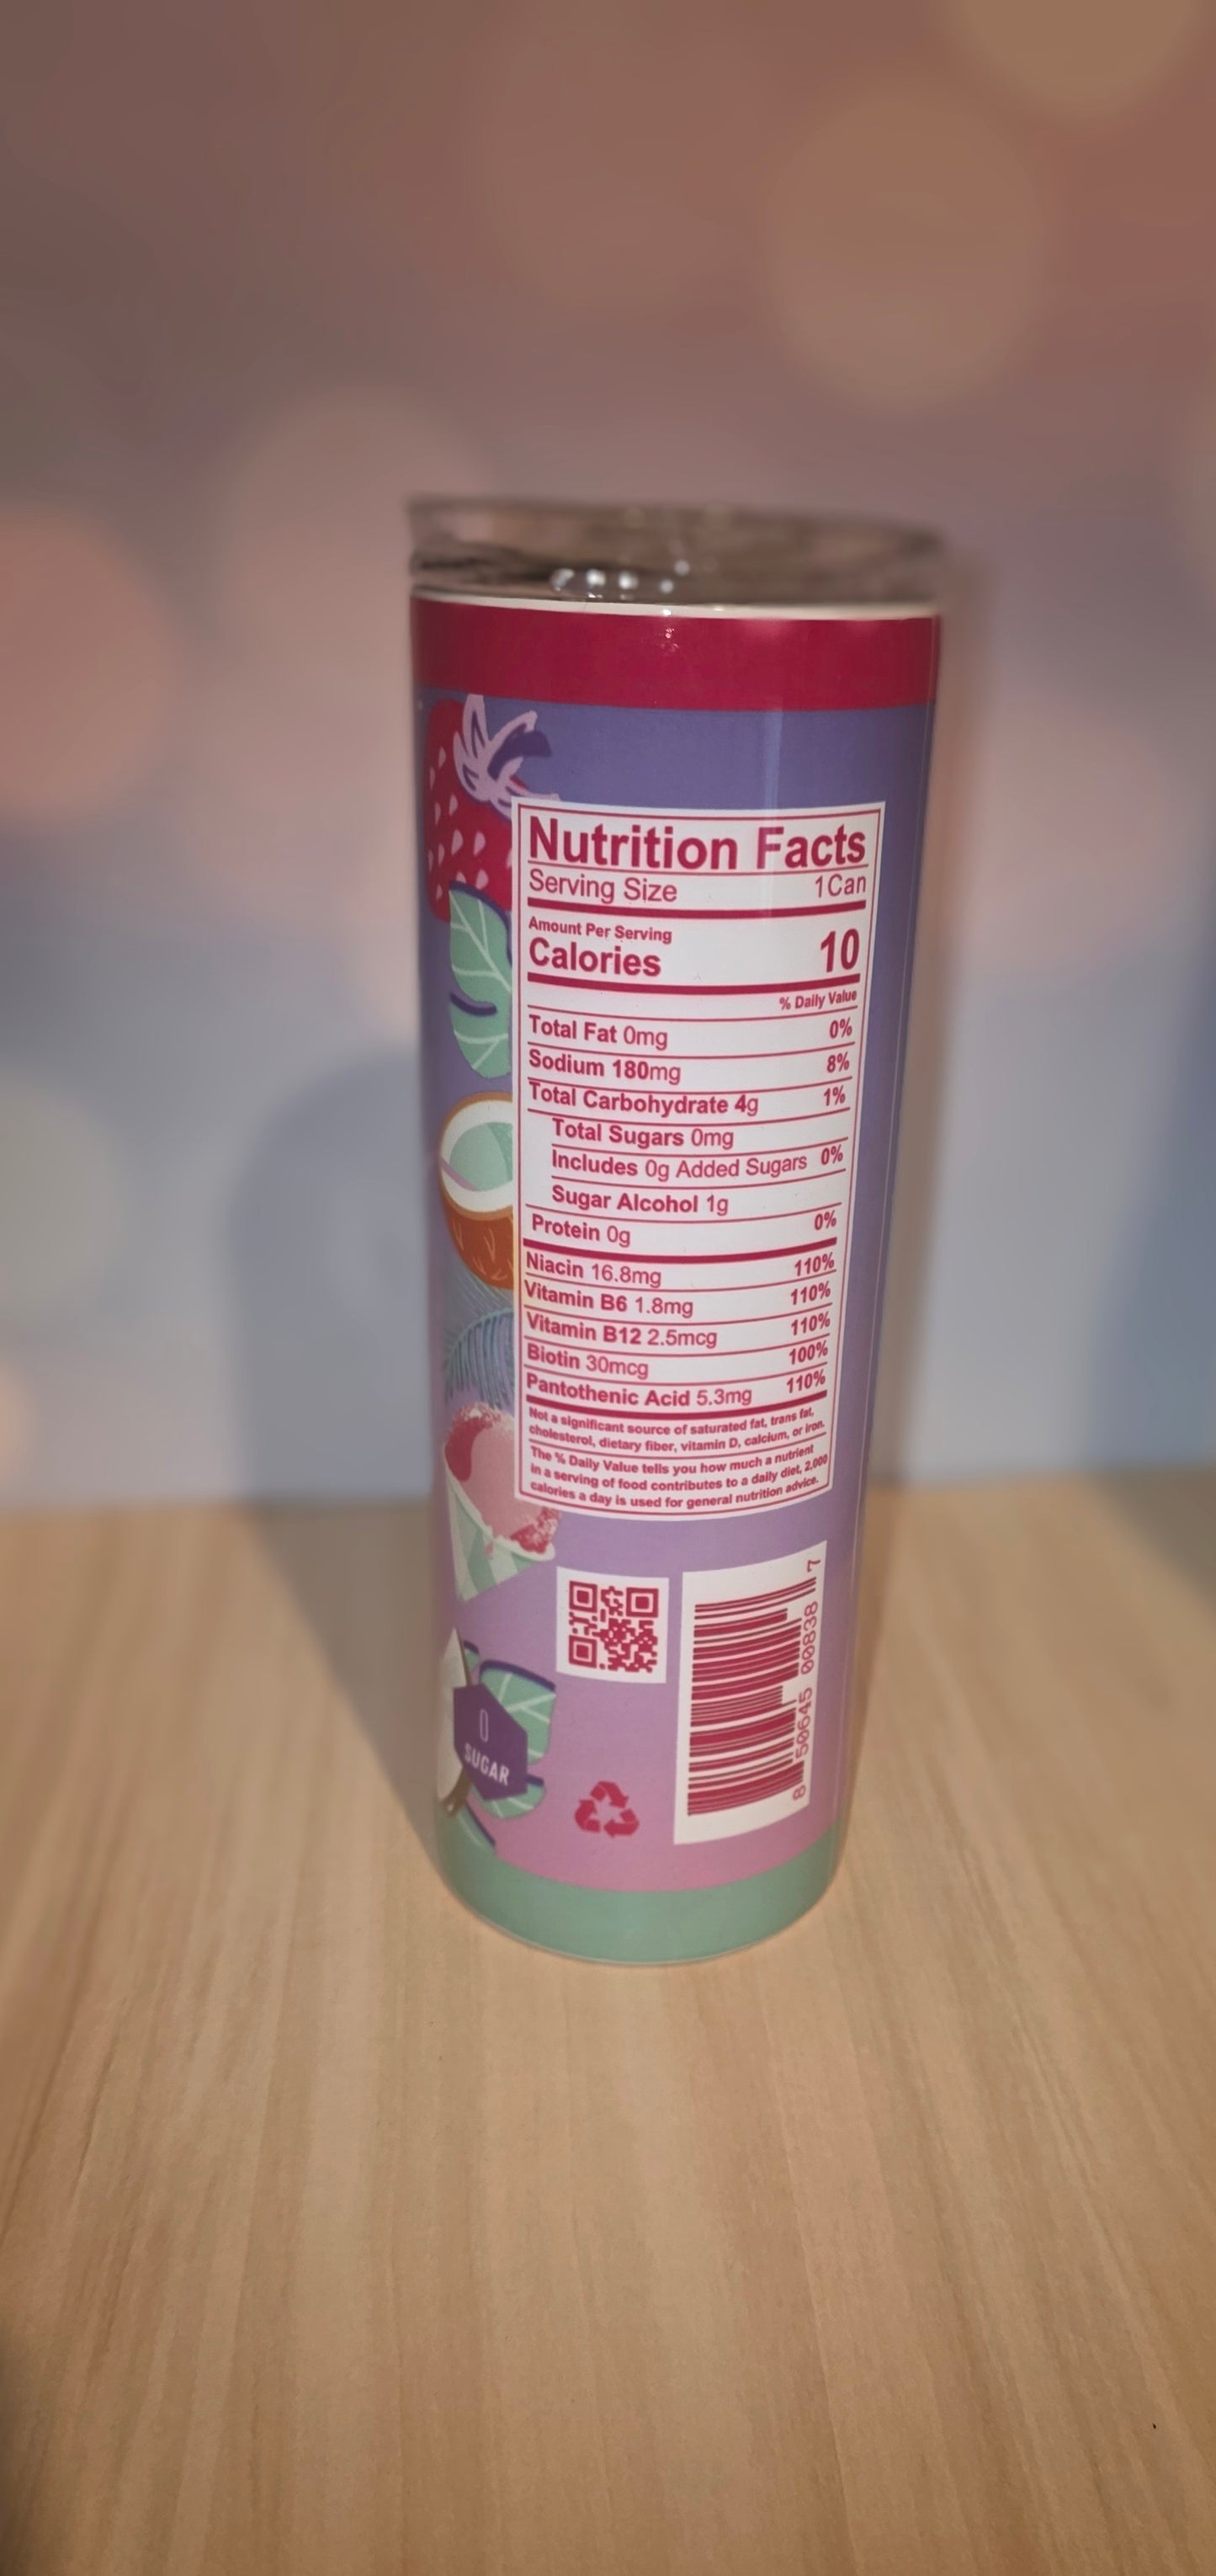 Nutrition Facts
Serving Size 1 Can
Amount Per Serving
Calories 10
% Daily Value
Total Fat 0mg 0%
Sodium 180mg 8%
Total Carbohydrate 4g 1%
Total Sugars 0mg
Includes 0g Added Sugars 0%
Sugar Alcohol 1g
Protein 0g 0%
Niacin 16.8mg 110%
Vitamin B6 1.8mg 110%
Vitamin B12 2.5mcg 110%
Biotin 30mcg 100%
Pantothenic Acid 5.3mg 110%
Not a significant source of saturated fat, trans fat,
cholesterol, dietary fiber, vitamin D, calcium, or iron.
The % Daily Value tells you how much a nutrient
in a serving of food contributes to a daily diet, 2,000
calories a day is used for general nutrition advice.
8 50645 00838 7
0
SUGAR